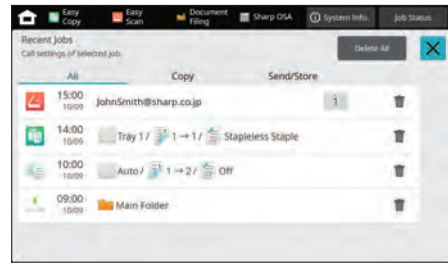 Easy Copy
Easy Scan
Document Filing
Sharp OSA
System Info.
Job Status
Recent Jobs
Call settings of selected job.
Delete All
All
Copy
Send/Store
15:00
10/09
JohnSmith@sharp.co.jp
1
14:00
10/09
Tray 1 / 1→1 / Stapleless Staple
10:00
10/09
Auto / 1→2 / Off
09:00
10/09
Main Folder